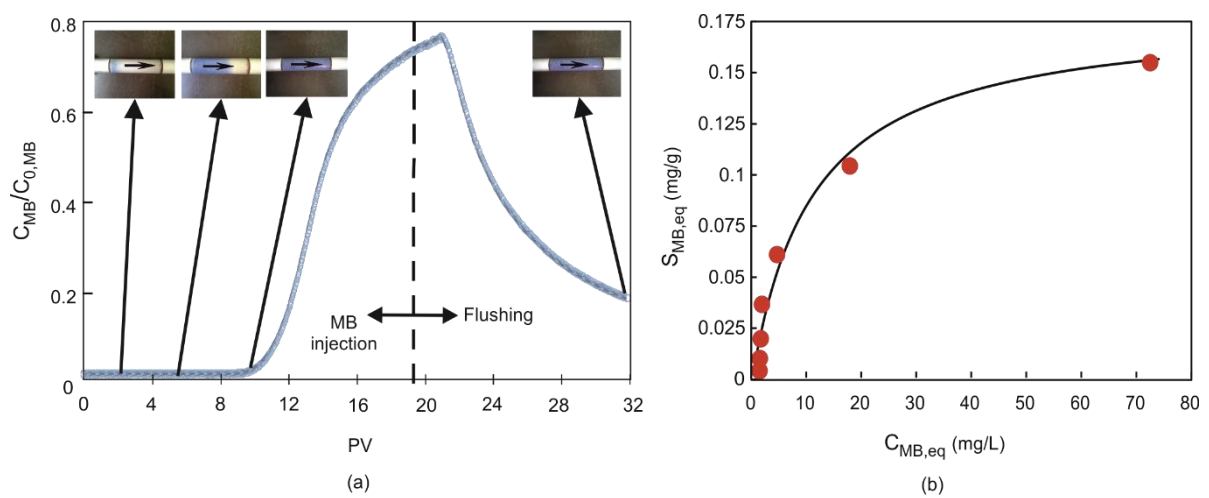 0.8
0.6
0.4
0.2
0
C_MB/C_0,MB
MB
injection
Flushing
0 4 8 12 16 20 24 28 32
PV
(a)
0.175
0.15
0.125
0.1
0.075
0.05
0.025
0
S_MB,eq (mg/g)
0 10 20 30 40 50 60 70 80
C_MB,eq (mg/L)
(b)